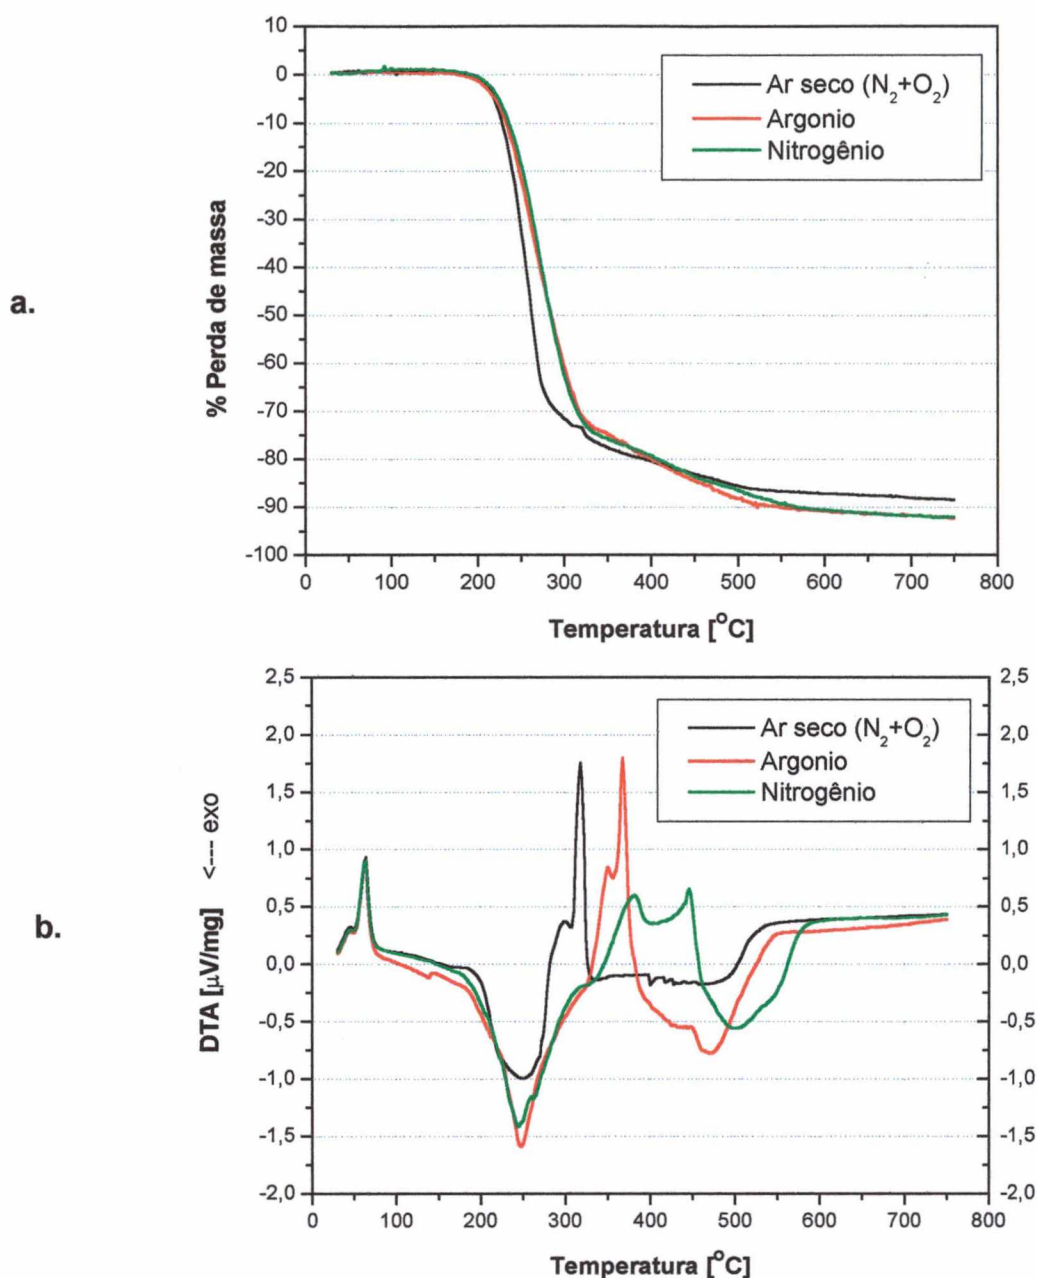 10
0
-10
-20
-30
-40
-50
-60
-70
-80
-90
-100
% Perda de massa
a.
Ar seco (N₂+O₂)
Argonio
Nitrogênio
0 100 200 300 400 500 600 700 800
Temperatura [°C]
2,5
2,0
1,5
1,0
0,5
0,0
-0,5
-1,0
-1,5
-2,0
DTA [µV/mg] <--- exo
b.
Ar seco (N₂+O₂)
Argonio
Nitrogênio
2,5
2,0
1,5
1,0
0,5
0,0
-0,5
-1,0
-1,5
-2,0
0 100 200 300 400 500 600 700 800
Temperatura [°C]